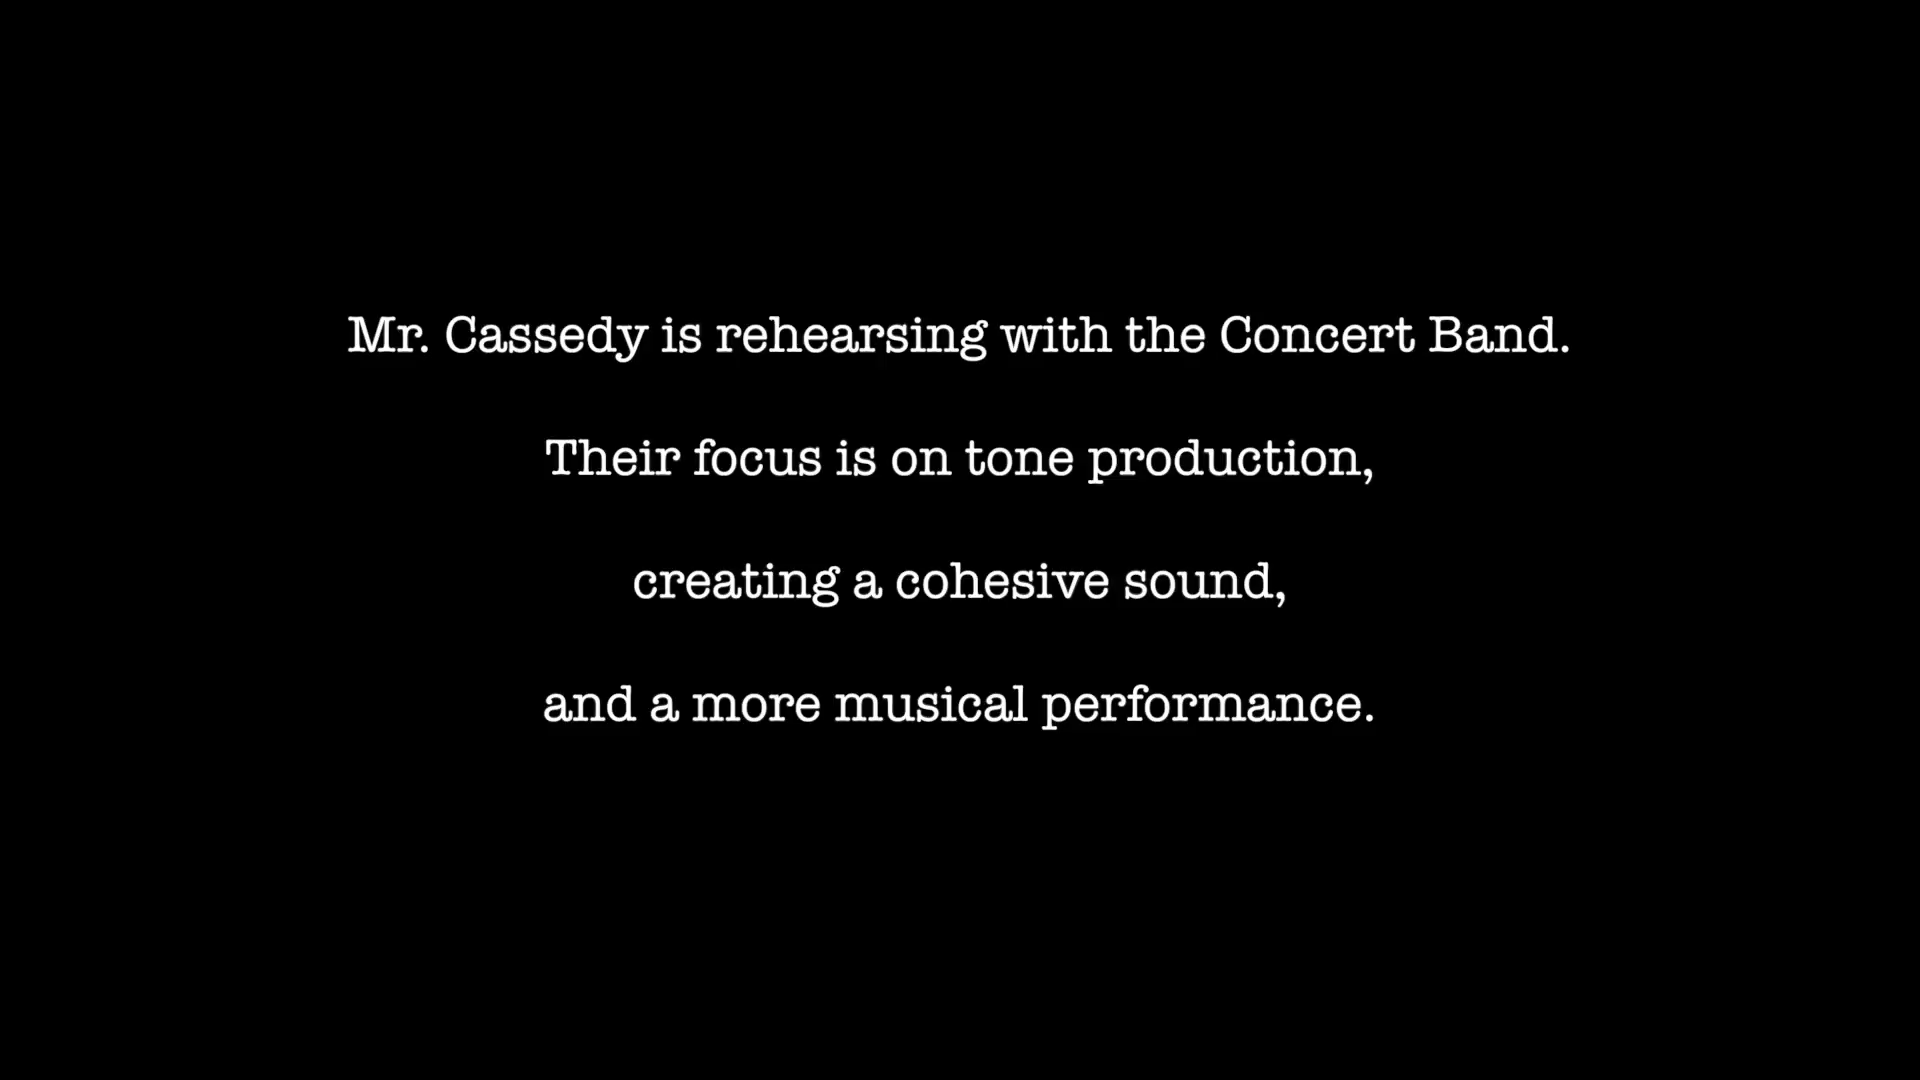 Mr. Cassedy is rehearsing with the Concert Band.
Their focus is on tone production,
creating a cohesive sound,
and a more musical performance.